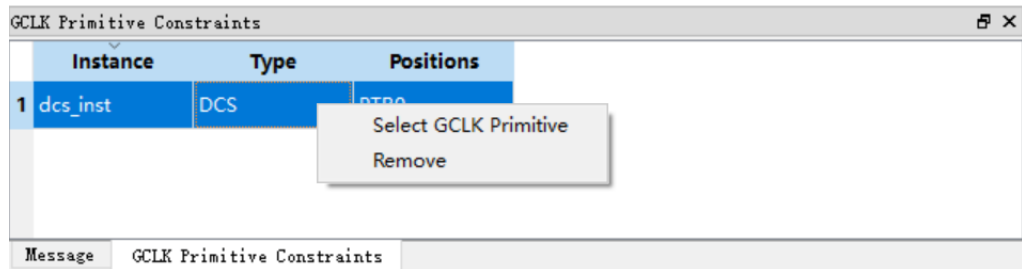 GCLK Primitive Constraints
Instance Type Positions
1 dcs_inst DCS
Select GCLK Primitive
Remove
Message GCLK Primitive Constraints